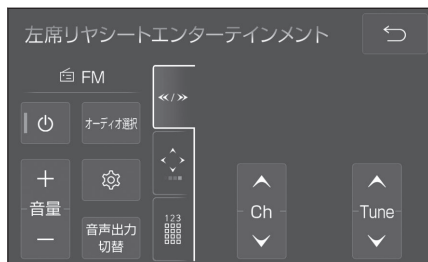 左席リヤシートエンターテインメント
FM
オーディオ選択
音量
音声出力
切替
123
Ch
Tune